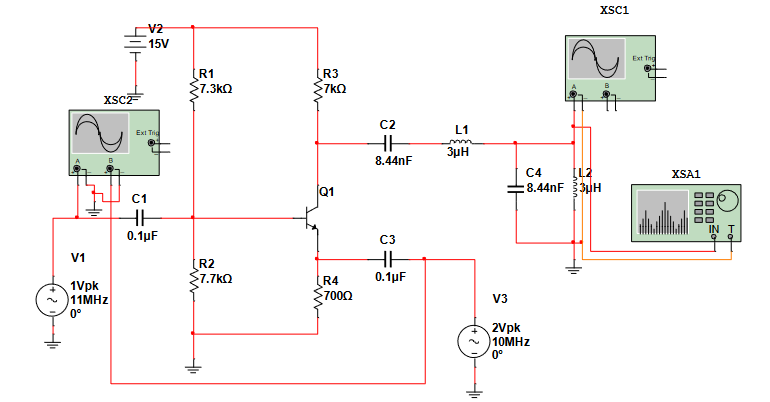 XSC1
V2
15V
Ext Trig
A
B
R1
7.3kΩ
R3
7kΩ
XSC2
Ext Trig
A
B
C2
8.44nF
L1
3µH
C4
8.44nF
L2
3µH
XSA1
IN
T
Q1
C1
0.1µF
C3
0.1µF
V1
1Vpk
11MHz
0°
R2
7.7kΩ
R4
700Ω
V3
2Vpk
10MHz
0°